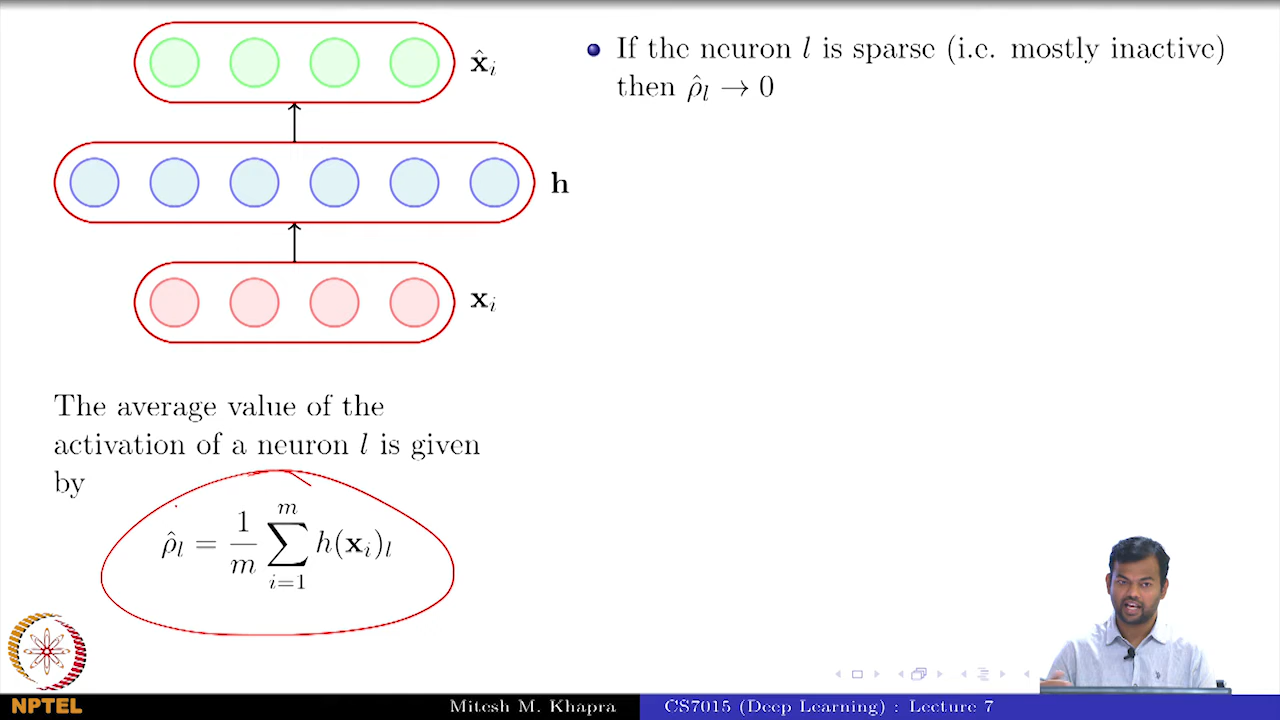 x̂ᵢ
h
xᵢ
The average value of the
activation of a neuron l is given
by
ρ̂ₗ = 1/m ∑ᵢ₌₁ᵐ h(xᵢ)ₗ
If the neuron l is sparse (i.e. mostly inactive)
then ρ̂ₗ → 0
NPTEL
Mitesh M. Khapra
CS7015 (Deep Learning) : Lecture 7